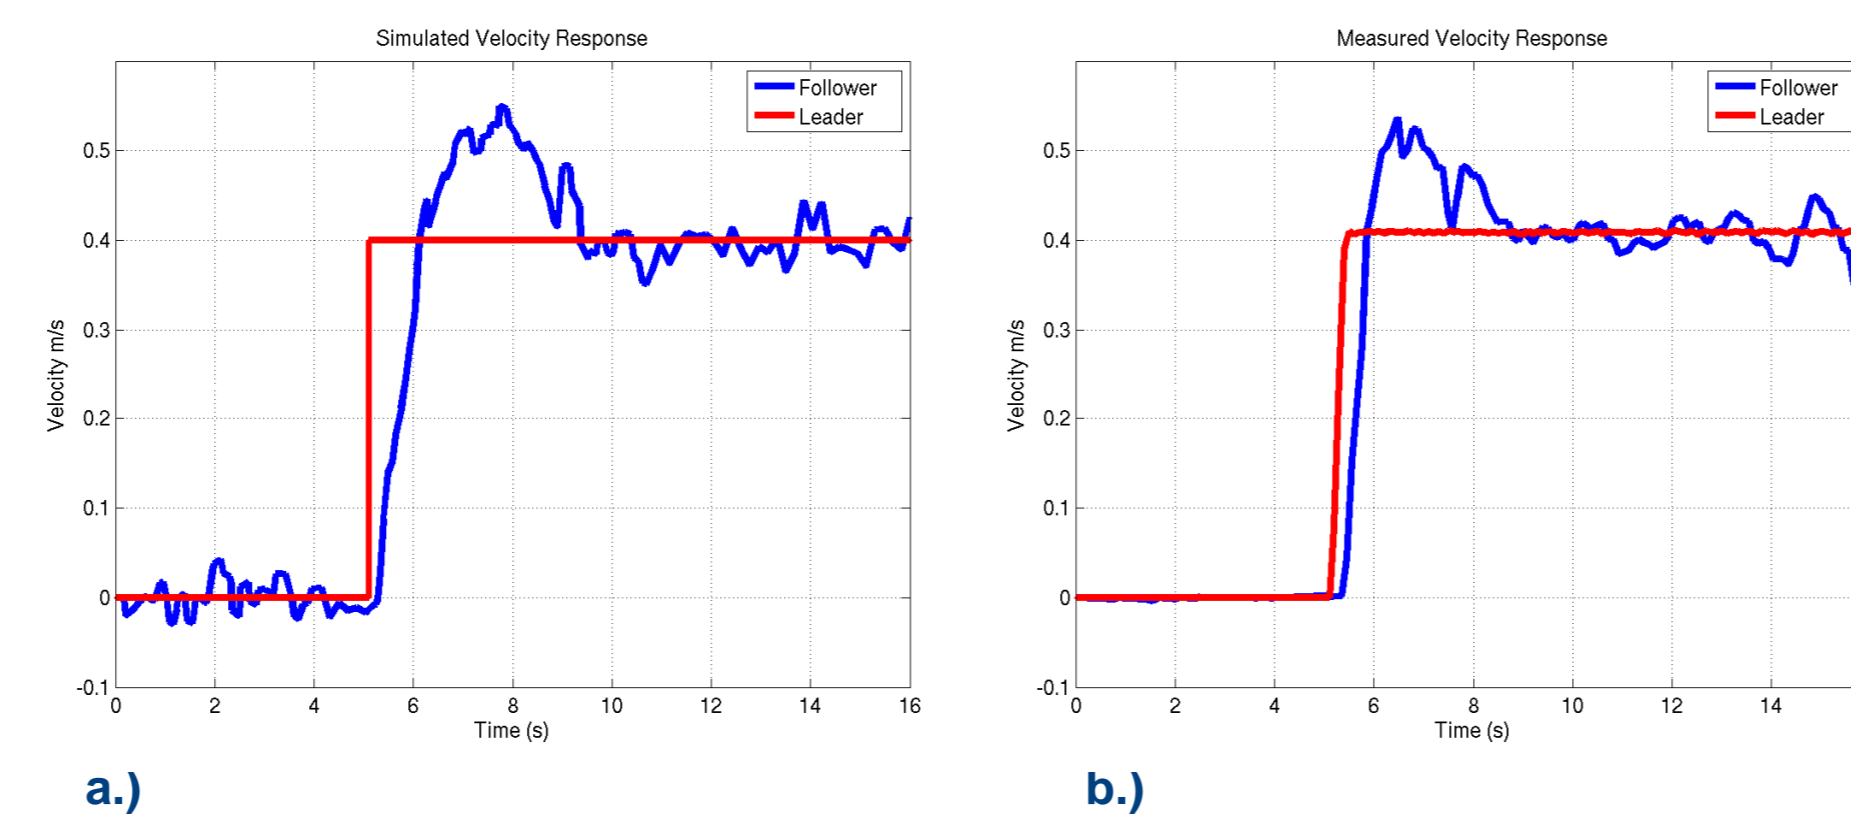 Simulated Velocity Response
Follower
Leader
0.5
0.4
0.3
0.2
0.1
0
-0.1
Velocity m/s
0 2 4 6 8 10 12 14 16
Time (s)
a.)
Measured Velocity Response
Follower
Leader
0.5
0.4
0.3
0.2
0.1
0
-0.1
Velocity m/s
0 2 4 6 8 10 12 14
Time (s)
b.)